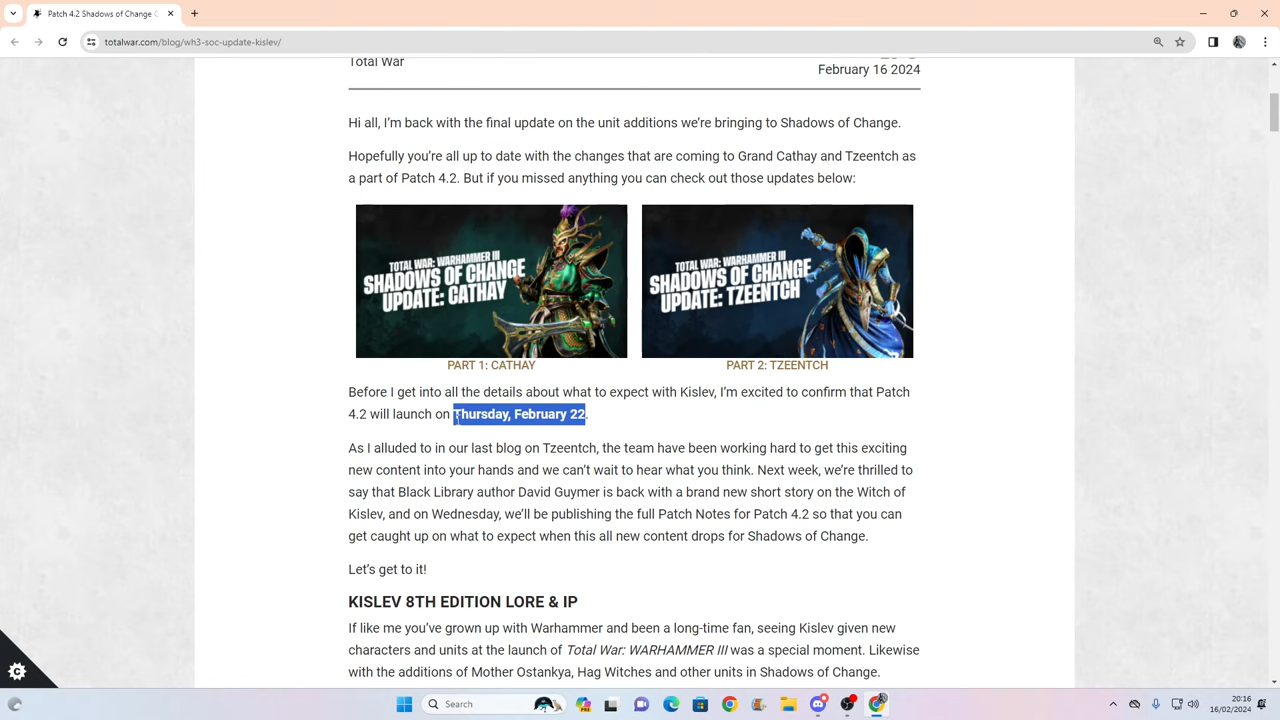 Patch 4.2 Shadows of Change C
totalwar.com/blog/wh3-soc-update-kislev/
Total War
February 16 2024
Hi all, I'm back with the final update on the unit additions we're bringing to Shadows of Change.
Hopefully you're all up to date with the changes that are coming to Grand Cathay and Tzeentch as
a part of Patch 4.2. But if you missed anything you can check out those updates below:
TOTAL WAR: WARHAMMER III
SHADOWS OF CHANGE
UPDATE: CATHAY
TOTAL WAR: WARHAMMER III
SHADOWS OF CHANGE
UPDATE: TZEENTCH
PART 1: CATHAY
PART 2: TZEENTCH
Before I get into all the details about what to expect with Kislev, I'm excited to confirm that Patch
4.2 will launch on Thursday, February 22.
As I alluded to in our last blog on Tzeentch, the team have been working hard to get this exciting
new content into your hands and we can't wait to hear what you think. Next week, we're thrilled to
say that Black Library author David Guymer is back with a brand new short story on the Witch of
Kislev, and on Wednesday, we'll be publishing the full Patch Notes for Patch 4.2 so that you can
get caught up on what to expect when this all new content drops for Shadows of Change.
Let's get to it!
KISLEV 8TH EDITION LORE & IP
If like me you've grown up with Warhammer and been a long-time fan, seeing Kislev given new
characters and units at the launch of Total War: WARHAMMER III was a special moment. Likewise
with the additions of Mother Ostankya, Hag Witches and other units in Shadows of Change.
Search
20:16
16/02/2024